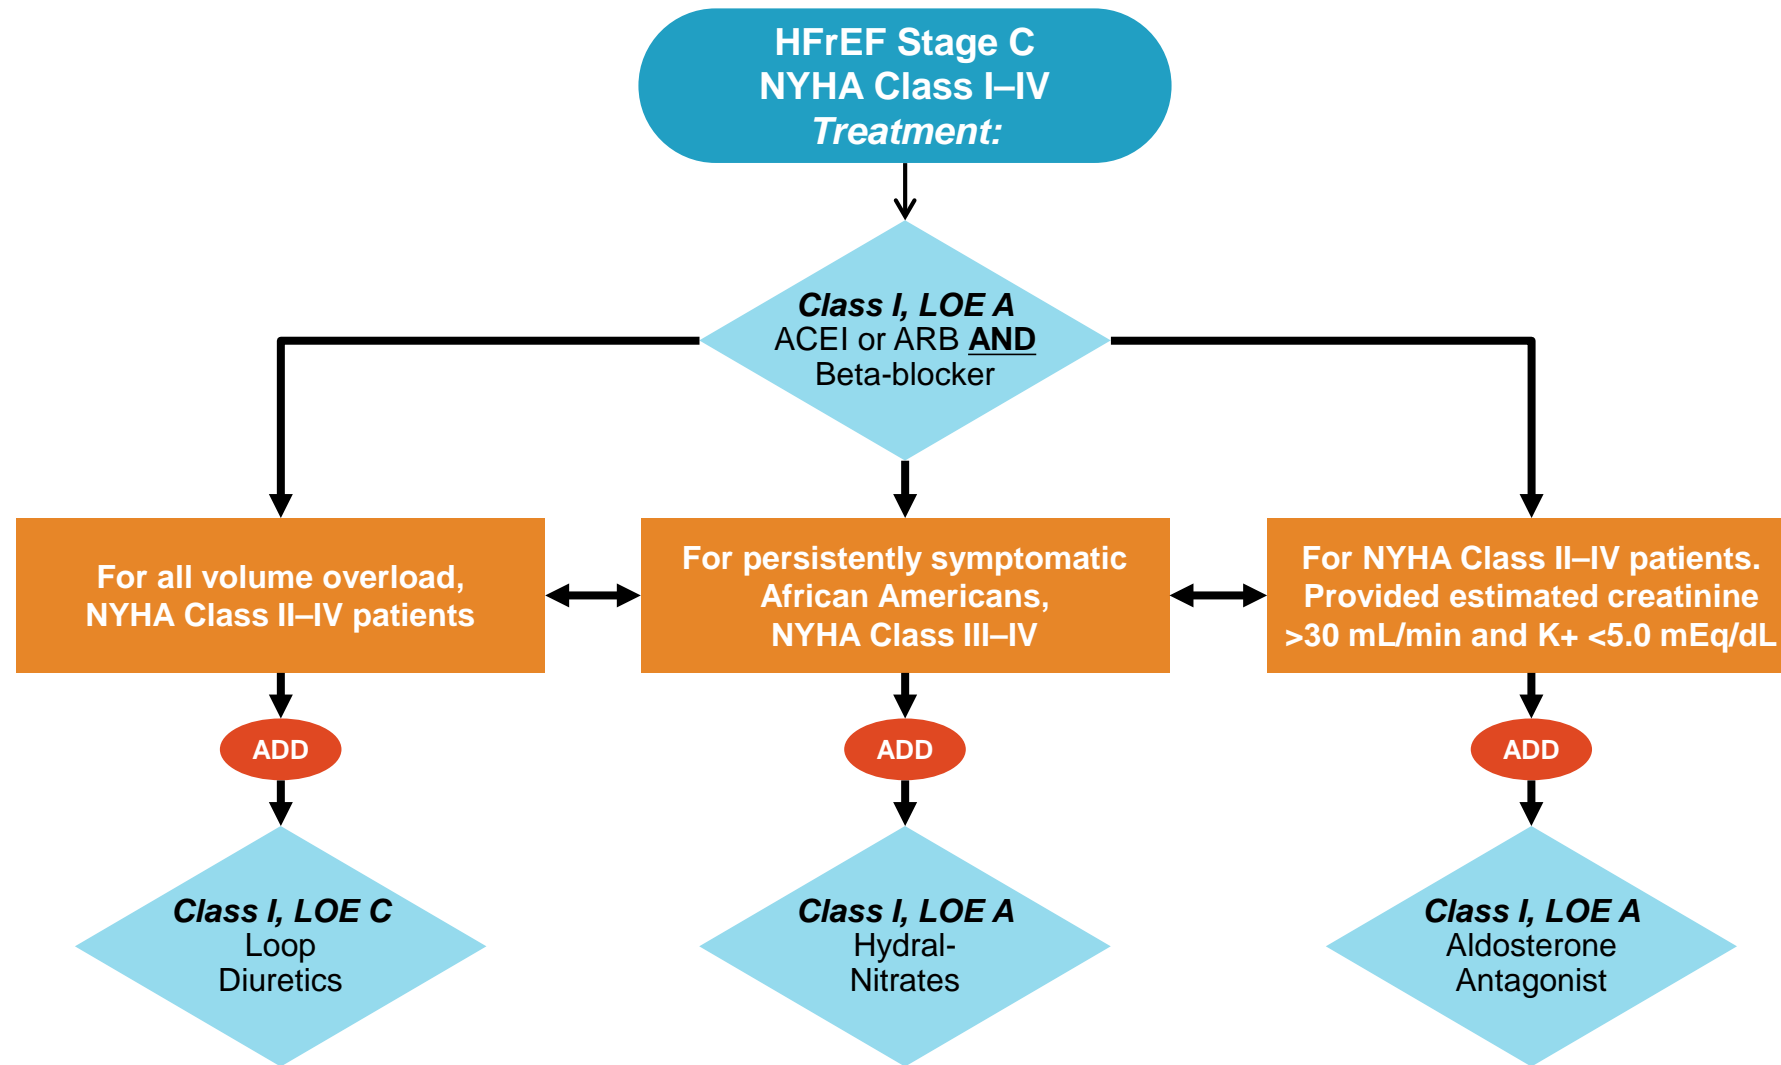 HFrEF Stage C
NYHA Class I–IV
Treatment:
Class I, LOE A
ACEI or ARB AND
Beta-blocker
For all volume overload,
NYHA Class II–IV patients
For persistently symptomatic
African Americans,
NYHA Class III–IV
For NYHA Class II–IV patients.
Provided estimated creatinine
>30 mL/min and K+ <5.0 mEq/dL
ADD
ADD
ADD
Class I, LOE C
Loop
Diuretics
Class I, LOE A
Hydral-
Nitrates
Class I, LOE A
Aldosterone
Antagonist